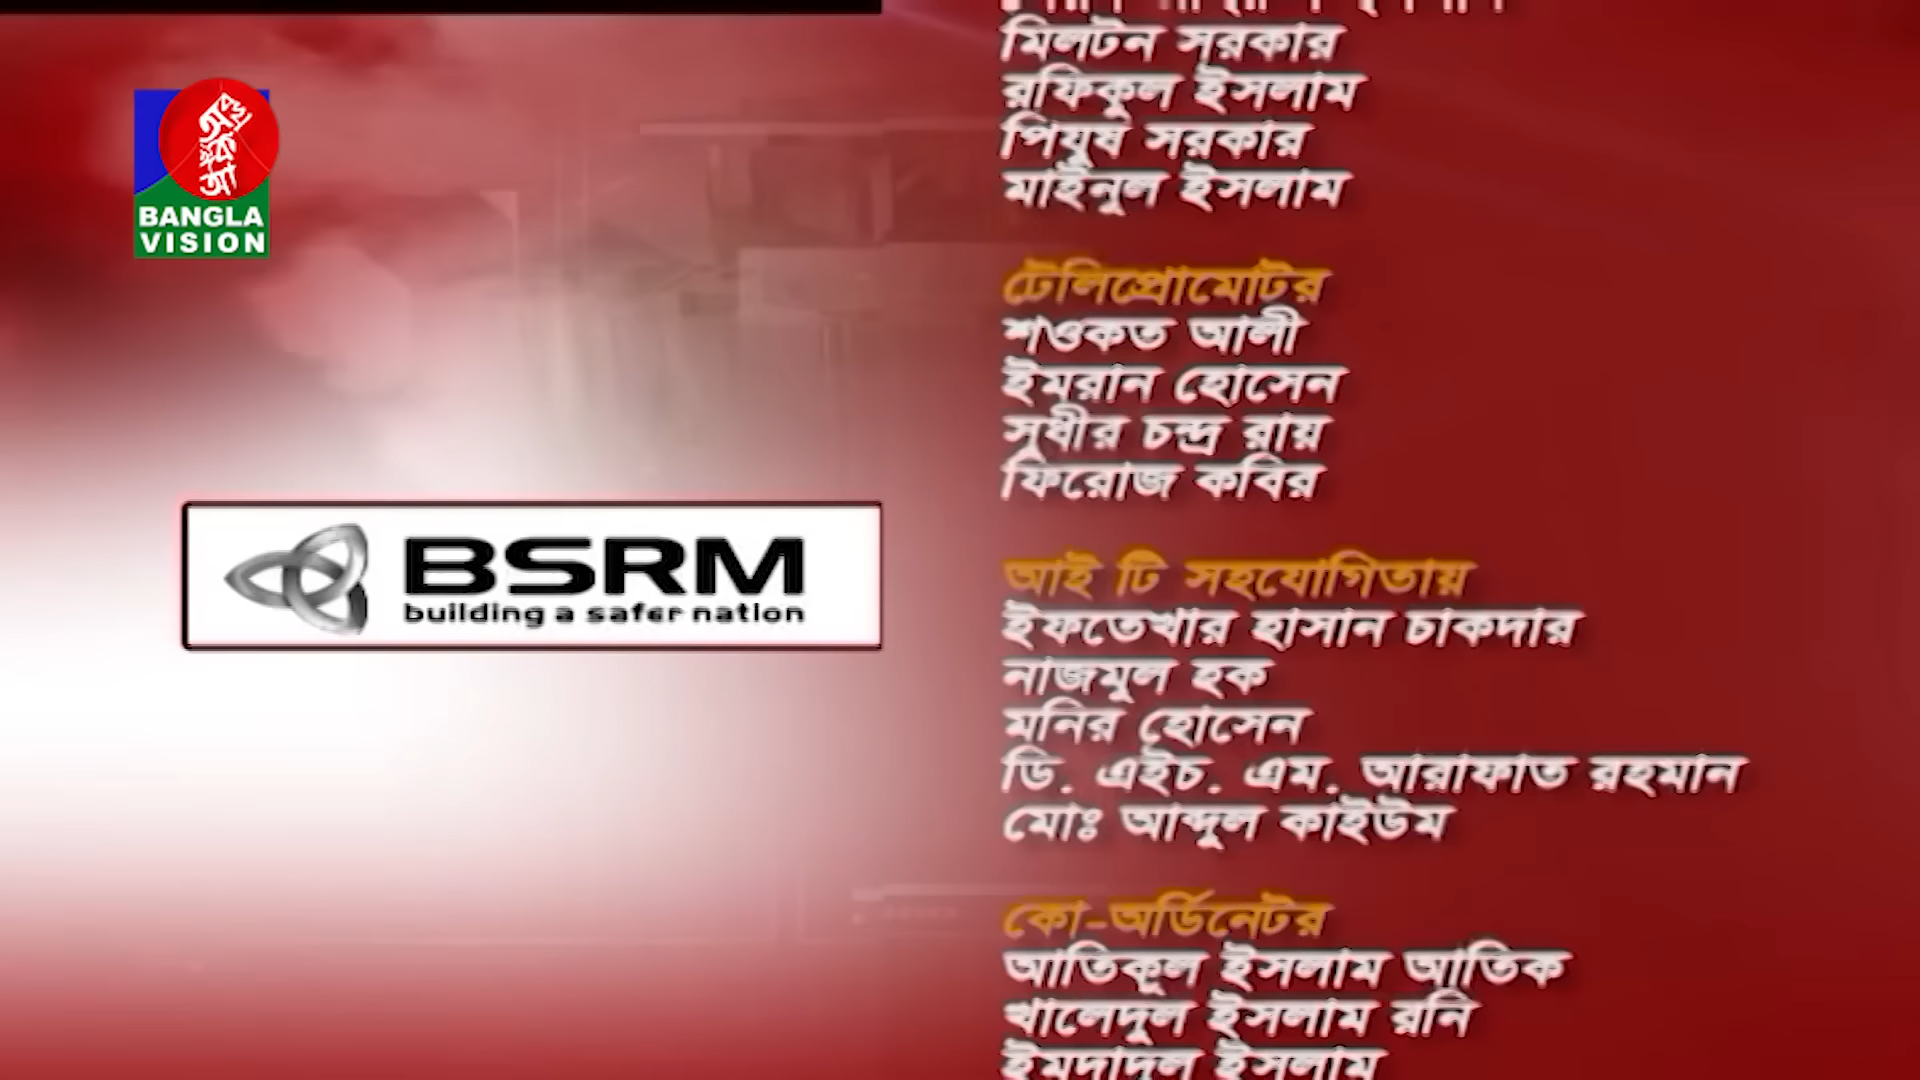 BANGLA
VISION
BSRM
building a safer nation
মিলটন সরকার
রফিকুল ইসলাম
পিযুষ সরকার
মাইনুল ইসলাম
টেলিপ্রোমোটর
শওকত আলী
ইমরান হোসেন
সুধীর চন্দ্র রায়
ফিরোজ কবির
আই টি সহযোগিতায়
ইফতেখার হাসান চাকদার
নাজমুল হক
মনির হোসেন
ডি. এইচ. এম. আরাফাত রহমান
মোঃ আব্দুল কাইউম
কো-অর্ডিনেটর
আতিকুল ইসলাম আতিক
খালেদুল ইসলাম রনি
ইমদাদুল ইসলাম